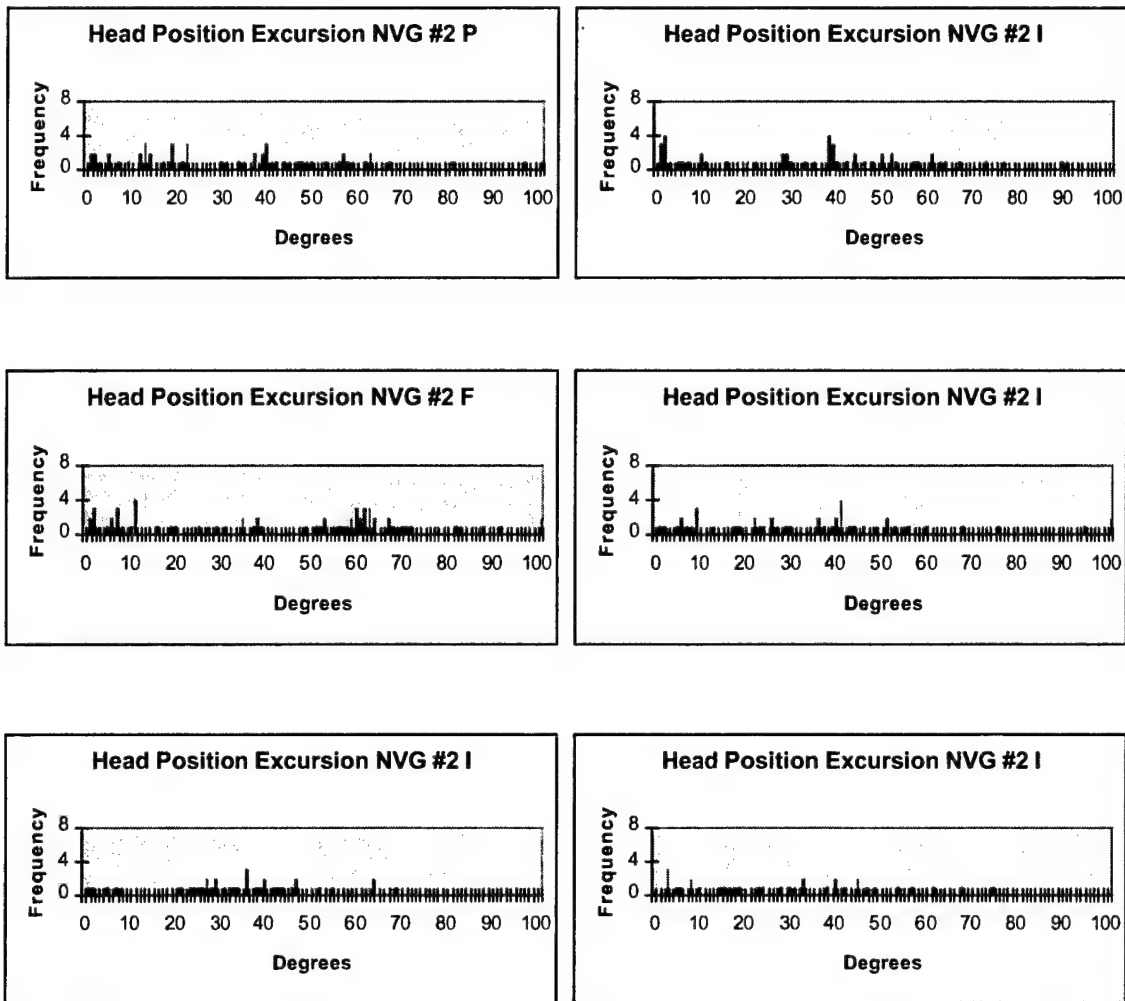 Head Position Excursion NVG #2 P
Frequency
8
4
0
0 10 20 30 40 50 60 70 80 90 100
Degrees
Head Position Excursion NVG #2 I
Frequency
8
4
0
0 10 20 30 40 50 60 70 80 90 100
Degrees
Head Position Excursion NVG #2 F
Frequency
8
4
0
0 10 20 30 40 50 60 70 80 90 100
Degrees
Head Position Excursion NVG #2 I
Frequency
8
4
0
0 10 20 30 40 50 60 70 80 90 100
Degrees
Head Position Excursion NVG #2 I
Frequency
8
4
0
0 10 20 30 40 50 60 70 80 90 100
Degrees
Head Position Excursion NVG #2 I
Frequency
8
4
0
0 10 20 30 40 50 60 70 80 90 100
Degrees